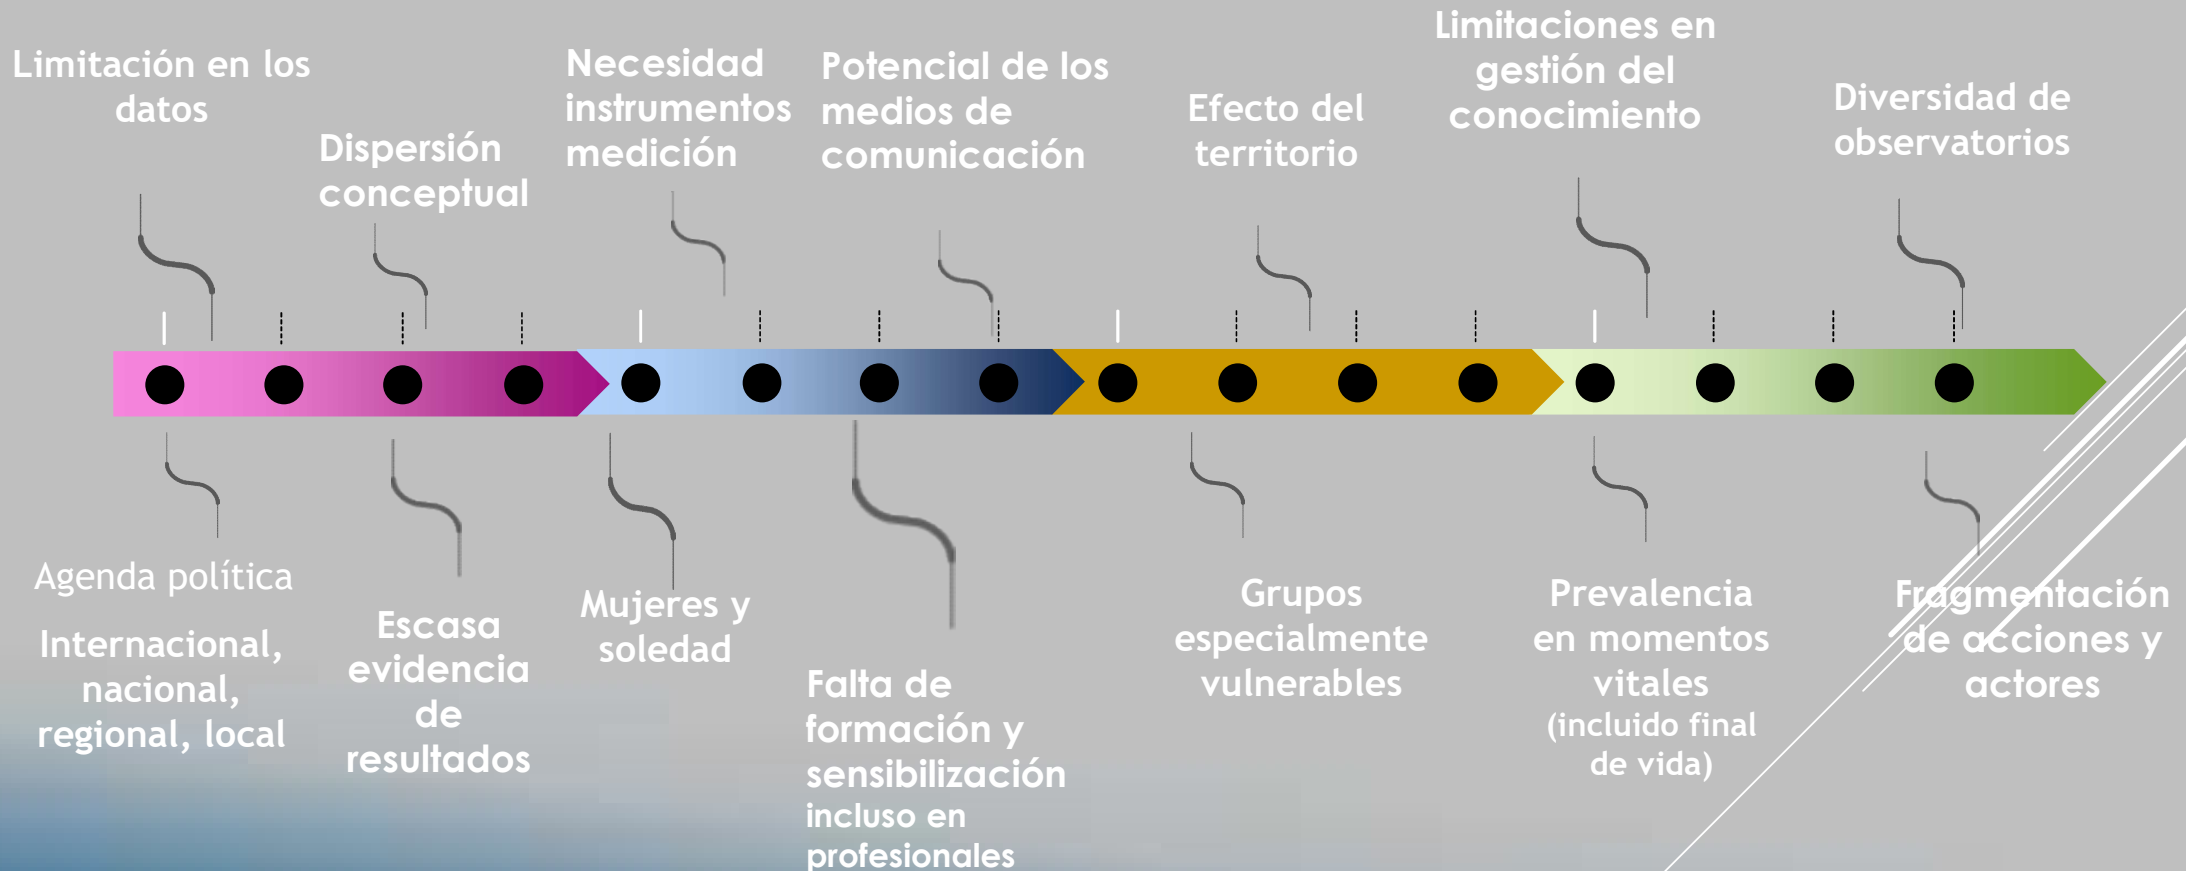 Limitación en los
datos
Dispersión
conceptual
Necesidad
instrumentos
medición
Potencial de los
medios de
comunicación
Efecto del
territorio
Limitaciones en
gestión del
conocimiento
Diversidad de
observatorios
Agenda política
Internacional,
nacional,
regional, local
Escasa
evidencia
de
resultados
Mujeres y
soledad
Falta de
formación y
sensibilización
incluso en
profesionales
Grupos
especialmente
vulnerables
Prevalencia
en momentos
vitales
(incluido final
de vida)
Fragmentación
de acciones y
actores